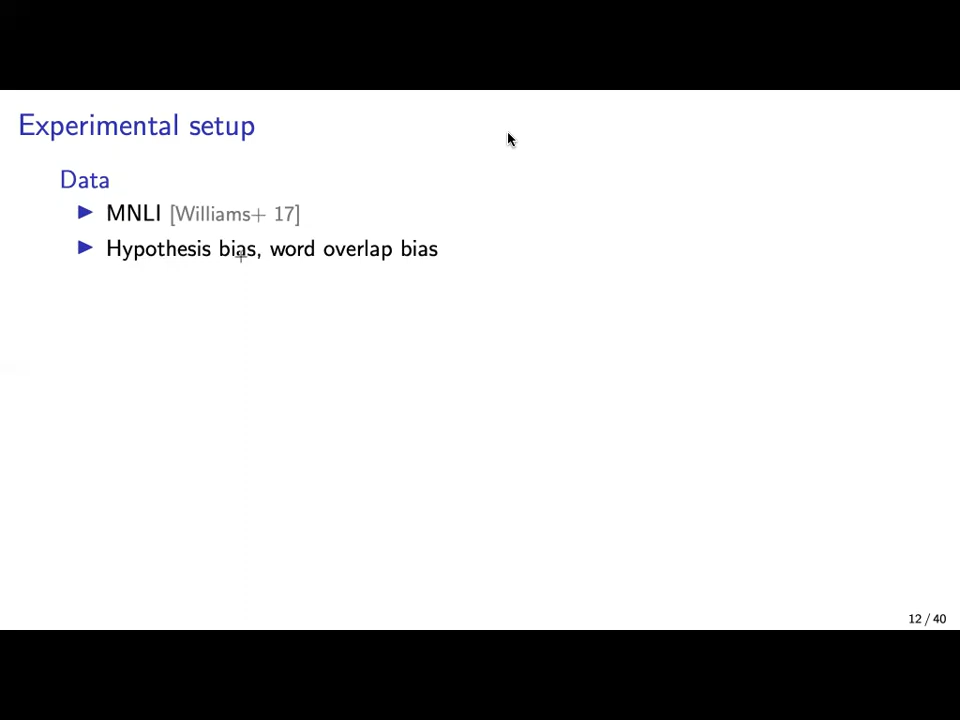 Experimental setup
Data
▶ MNLI [Williams+ 17]
▶ Hypothesis bias, word overlap bias
12 / 40